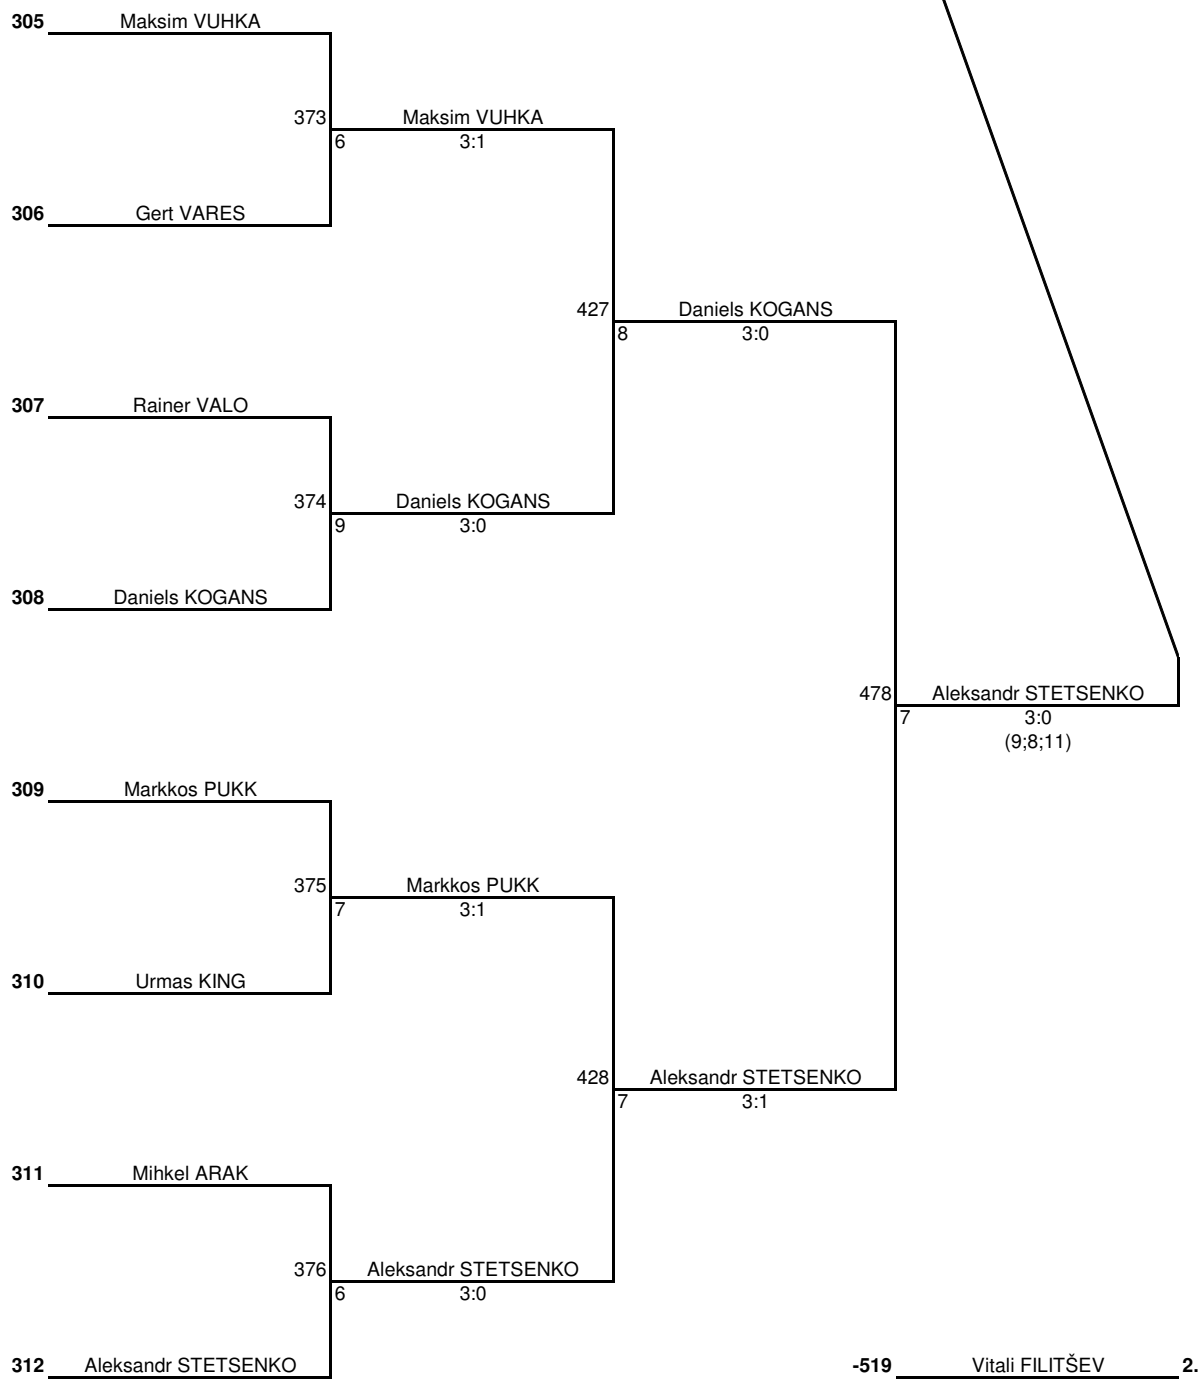 305 Maksim VUHKA
373 Maksim VUHKA
6 3:1
306 Gert VARES
427 Daniels KOGANS
8 3:0
307 Rainer VALO
374 Daniels KOGANS
9 3:0
308 Daniels KOGANS
478 Aleksandr STETSENKO
7 3:0
(9;8;11)
309 Markkos PUKK
375 Markkos PUKK
7 3:1
310 Urmas KING
428 Aleksandr STETSENKO
7 3:1
311 Mihkel ARAK
376 Aleksandr STETSENKO
6 3:0
312 Aleksandr STETSENKO
-519 Vitali FILITŠEV 2.